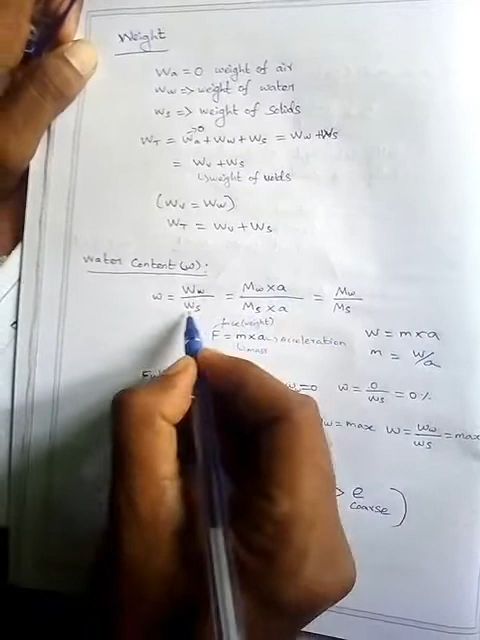 Weight
Wa = 0 weight of air
Ww => weight of water
Ws => weight of solids
WT = Wa→0 + Ww + Ws = Ww + Ws
= Wv + Ws
↳ weight of voids
(Wv = Ww)
WT = Wv + Ws
Water Content (w) :
w = Ww/Ws = Mw × a/Ms × a = Mw/Ms
force (weight)
F = m × a → Acceleration
↳ mass
W = m × a
m = W/a
Ww = 0 w = 0/Ws = 0%
w = max w = Ww/Ws = max
> e
coarse )